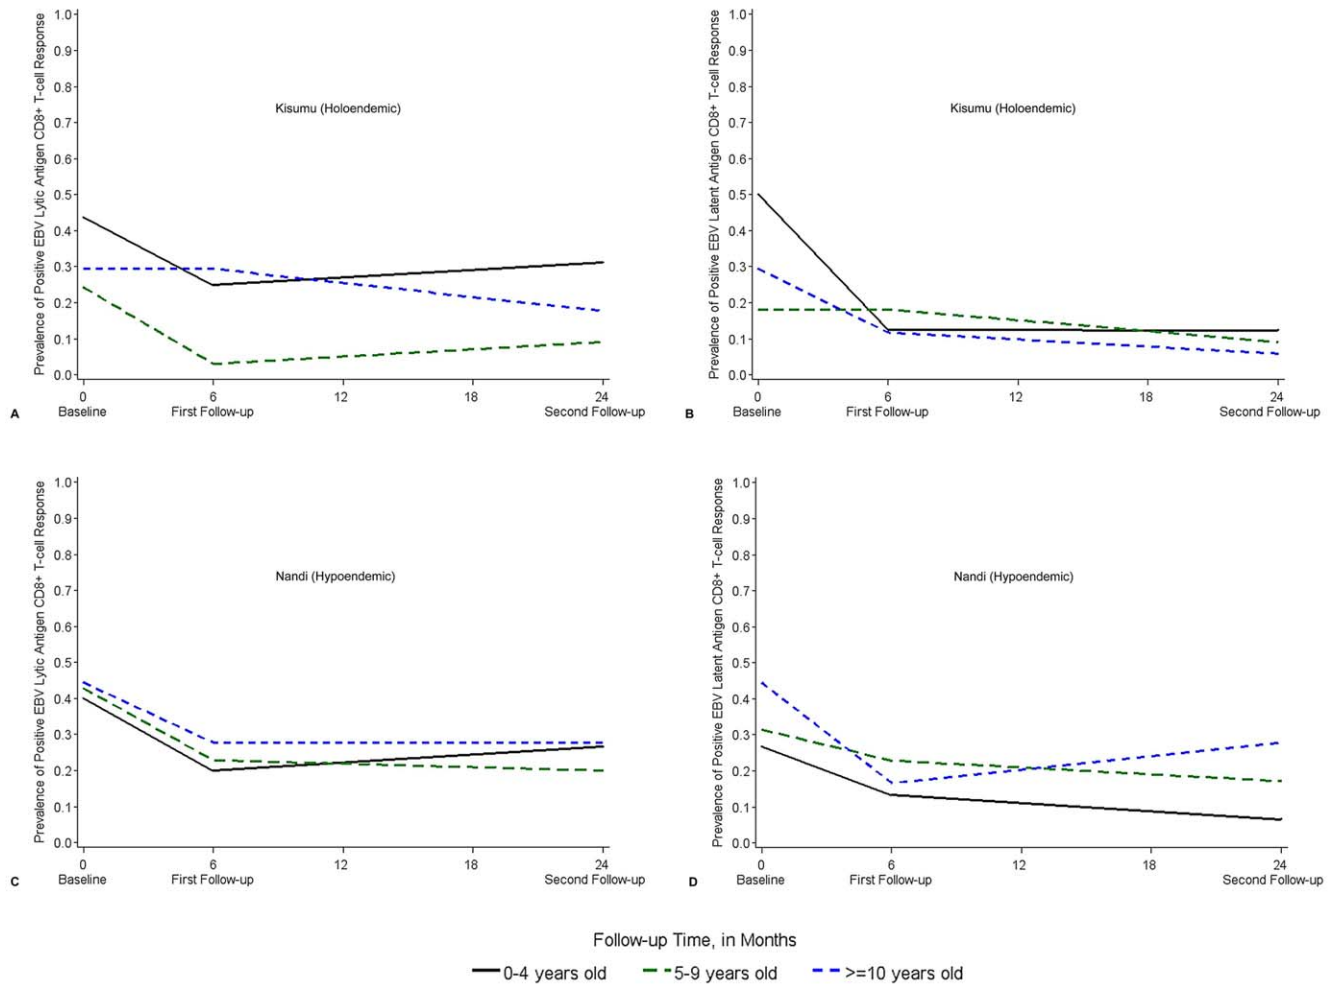 Prevalence of Positive EBV Lytic Antigen CD8+ T-cell Response
1.0
0.9
0.8
0.7
0.6
0.5
0.4
0.3
0.2
0.1
0.0
Kisumu (Holoendemic)
0 6 12 18 24
Baseline First Follow-up Second Follow-up
A
Prevalence of Positive EBV Latent Antigen CD8+ T-cell Response
1.0
0.9
0.8
0.7
0.6
0.5
0.4
0.3
0.2
0.1
0.0
Kisumu (Holoendemic)
0 6 12 18 24
Baseline First Follow-up Second Follow-up
B
Prevalence of Positive EBV Lytic Antigen CD8+ T-cell Response
1.0
0.9
0.8
0.7
0.6
0.5
0.4
0.3
0.2
0.1
0.0
Nandi (Hypoendemic)
0 6 12 18 24
Baseline First Follow-up Second Follow-up
C
Prevalence of Positive EBV Latent Antigen CD8+ T-cell Response
1.0
0.9
0.8
0.7
0.6
0.5
0.4
0.3
0.2
0.1
0.0
Nandi (Hypoendemic)
0 6 12 18 24
Baseline First Follow-up Second Follow-up
D
Follow-up Time, in Months
0-4 years old 5-9 years old >=10 years old